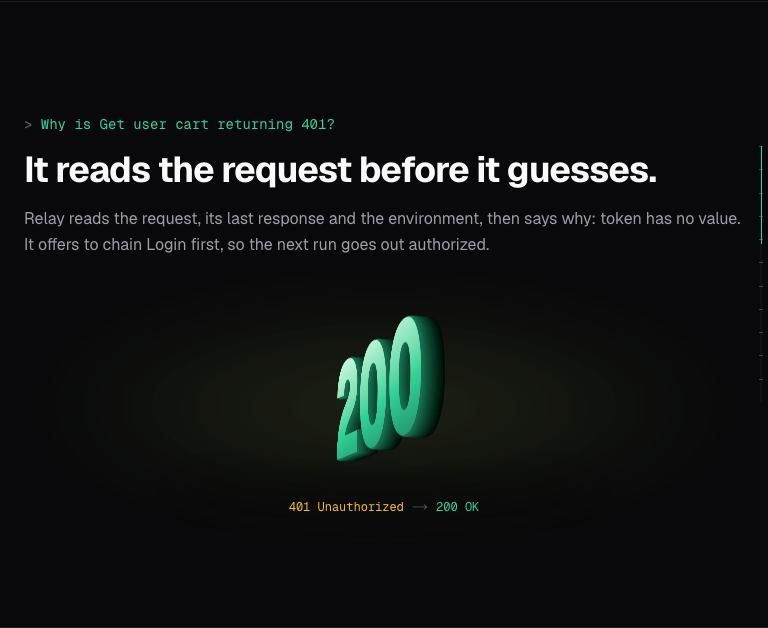 > Why is Get user cart returning 401?
It reads the request before it guesses.
Relay reads the request, its last response and the environment, then says why: token has no value.
It offers to chain Login first, so the next run goes out authorized.
200
401 Unauthorized → 200 OK